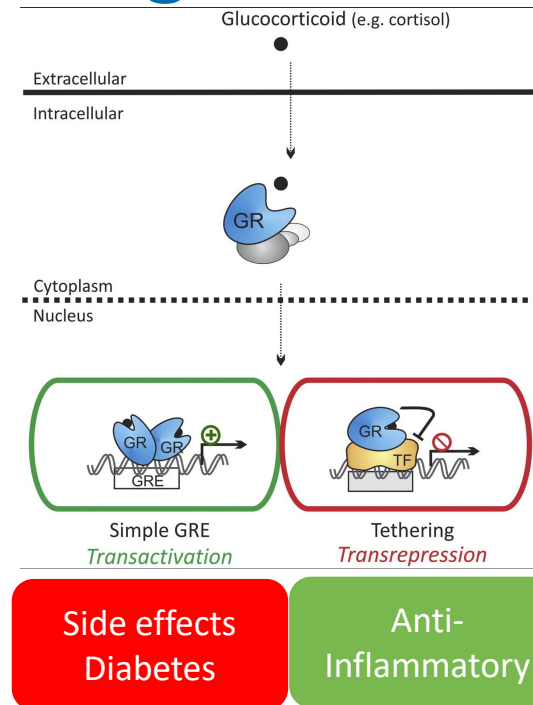 Glucocorticoid (e.g. cortisol)
Extracellular
Intracellular
GR
Cytoplasm
Nucleus
GR
GR
GRE
GR
TF
Simple GRE
Transactivation
Tethering
Transrepression
Side effects
Diabetes
Anti-
Inflammatory